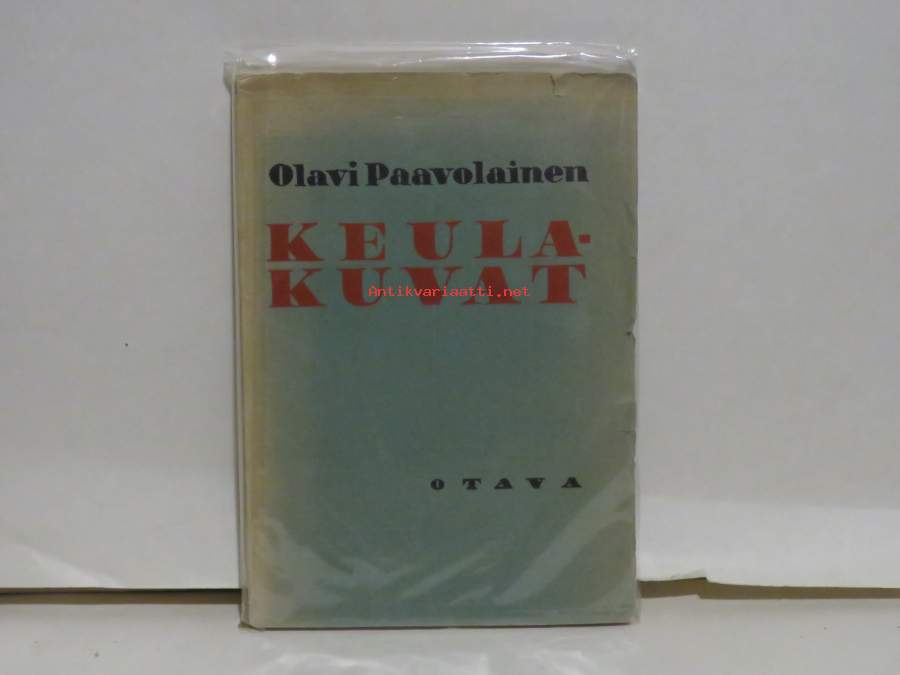 Olavi Paavolainen
KEULA-
KUVAT
Antikvariaatti.net
OTAVA